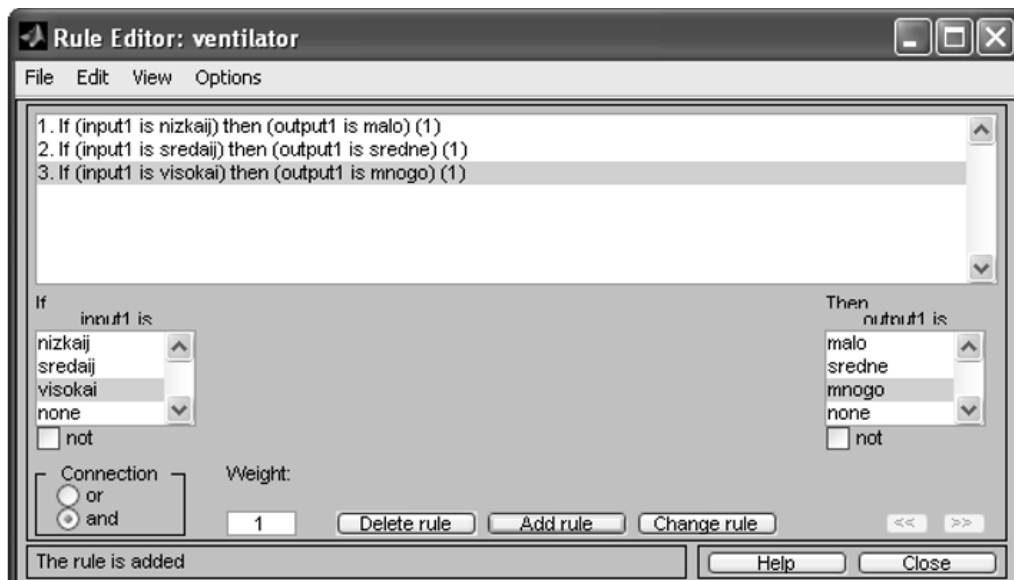 Rule Editor: ventilator
File Edit View Options
1. If (input1 is nizkaij) then (output1 is malo) (1)
2. If (input1 is sredaij) then (output1 is sredne) (1)
3. If (input1 is visokai) then (output1 is mnogo) (1)
If
input1 is
nizkaij
sredaij
visokai
none
not
Then
output1 is
malo
sredne
mnogo
none
not
Connection
or
and
Weight:
1
Delete rule Add rule Change rule << >>
The rule is added
Help Close